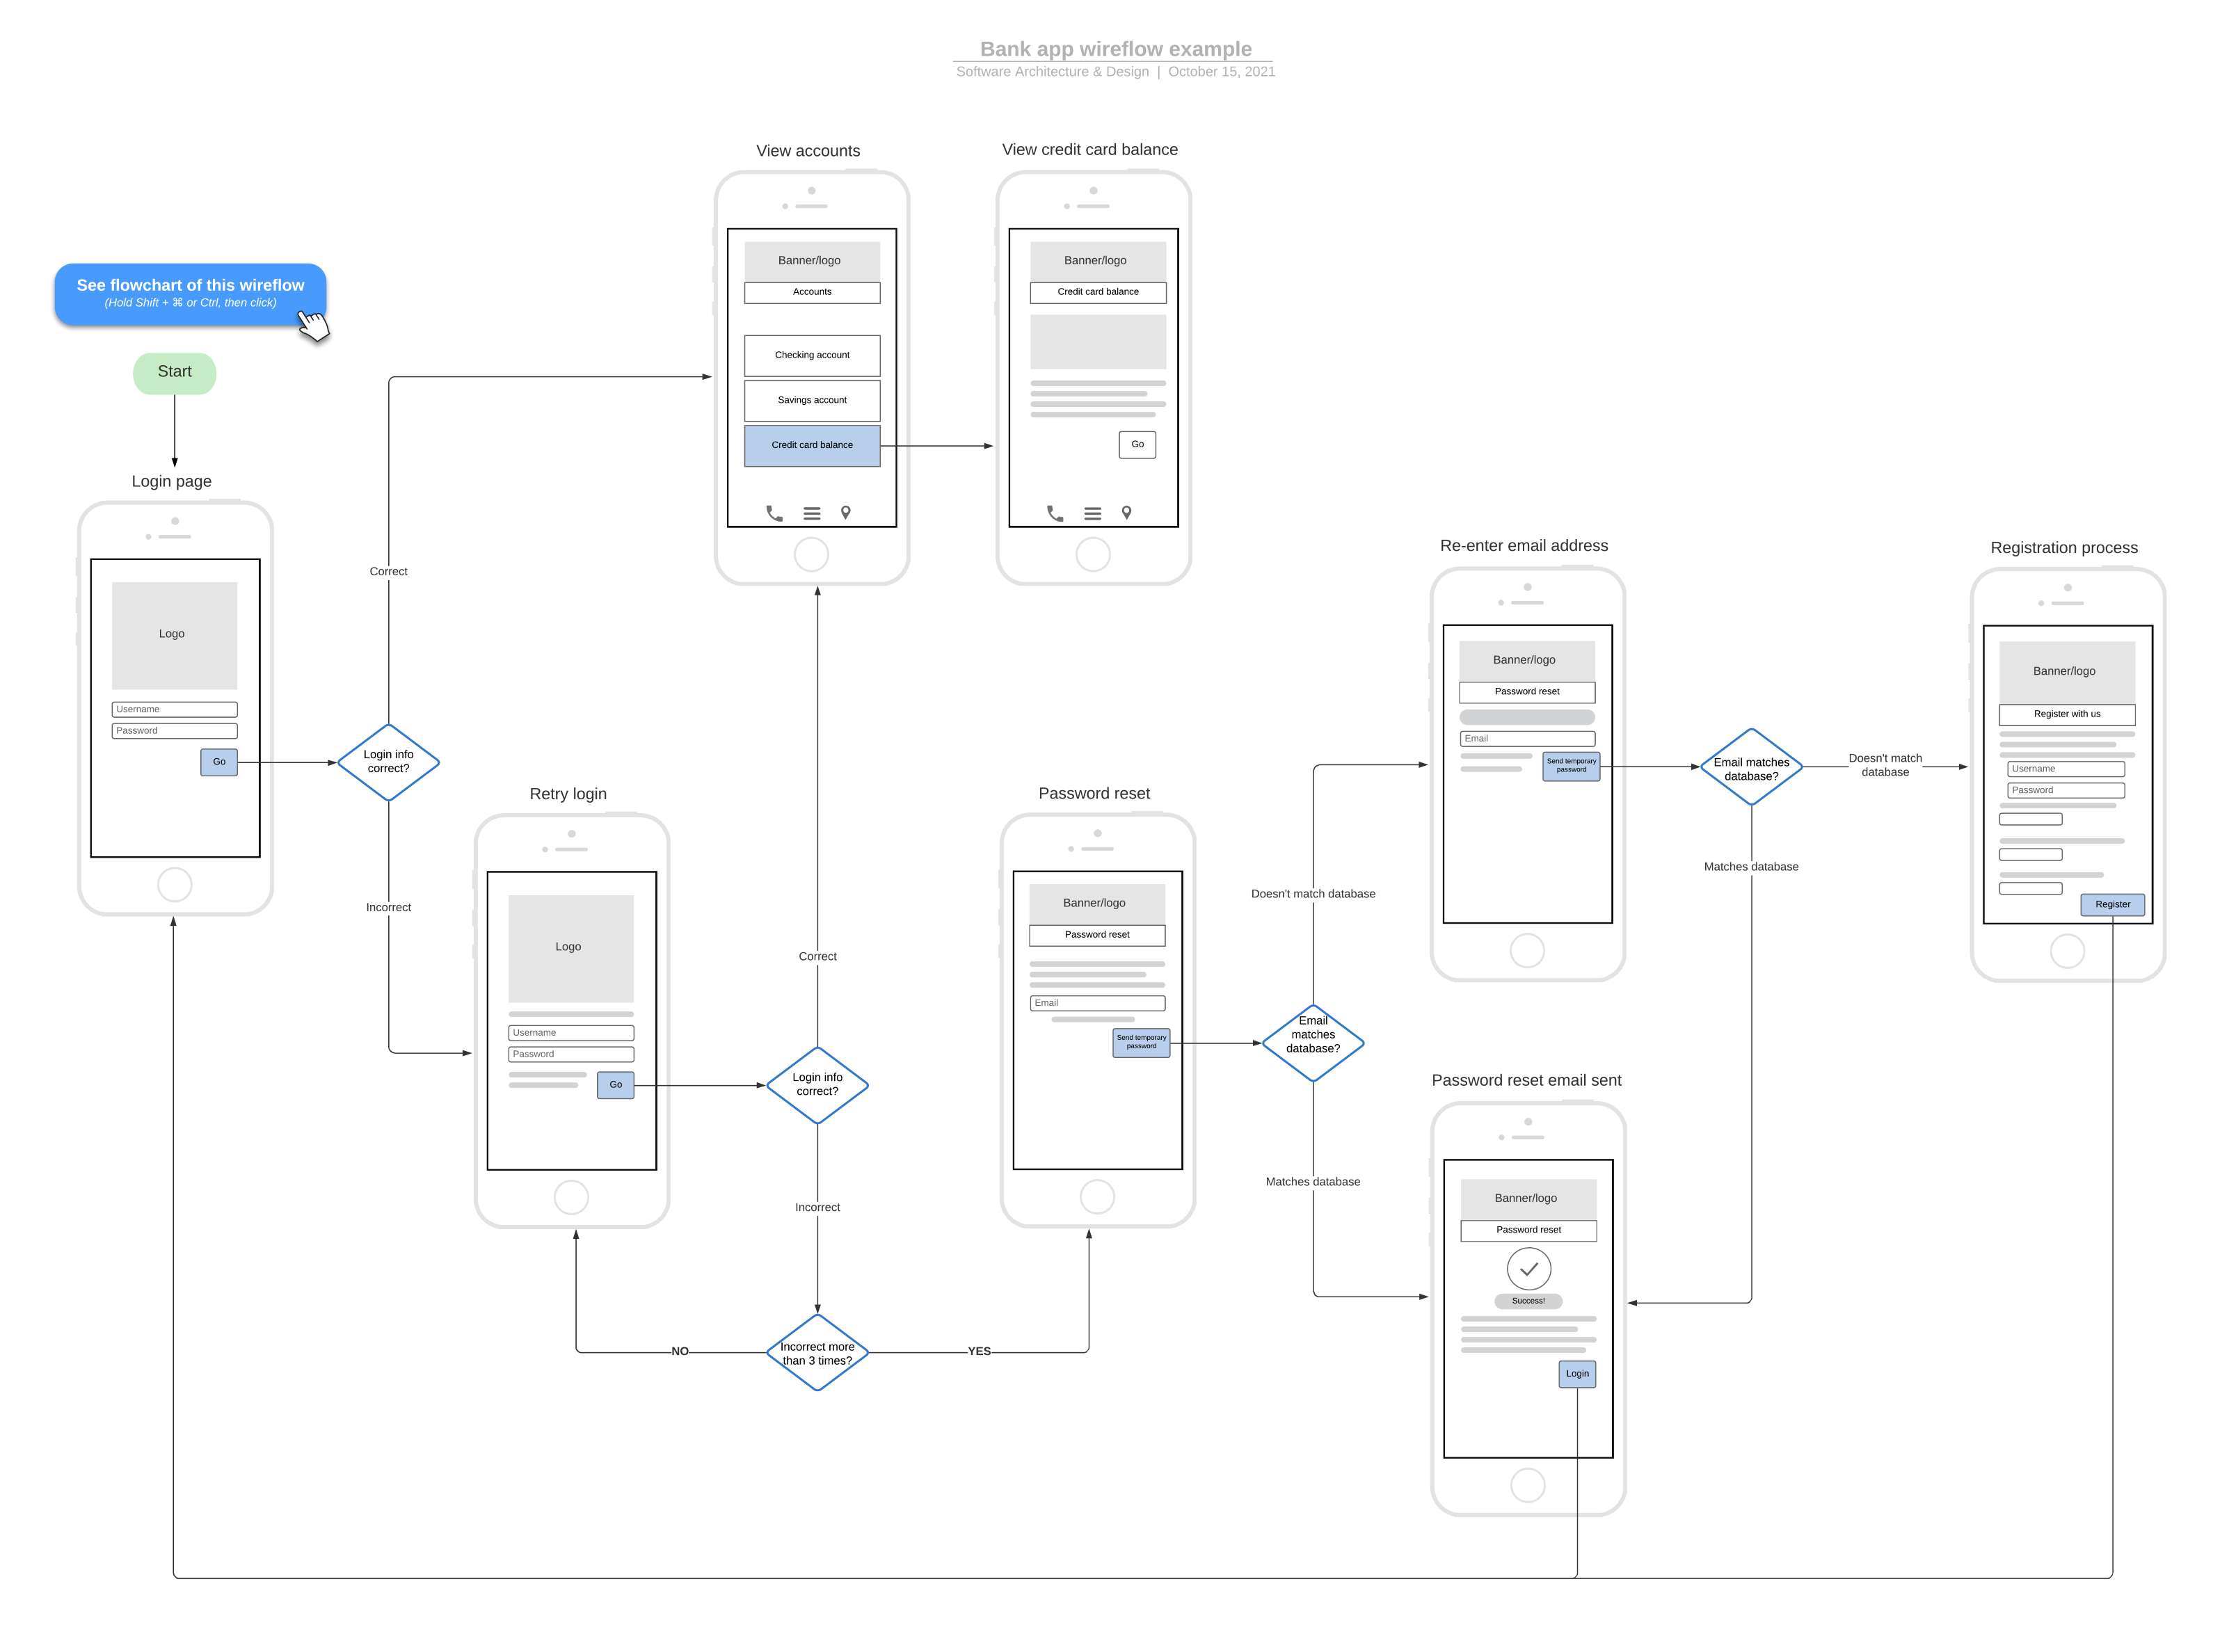 Bank app wireflow example
Software Architecture & Design | October 15, 2021
See flowchart of this wireflow
(Hold Shift + ⌘ or Ctrl, then click)
Start
Login page
Logo
Username
Password
Go
Login info
correct?
Correct
Incorrect
View accounts
Banner/logo
Accounts
Checking account
Savings account
Credit card balance
View credit card balance
Banner/logo
Credit card balance
Go
Retry login
Logo
Username
Password
Go
Login info
correct?
Correct
Incorrect
Incorrect more
than 3 times?
NO
YES
Password reset
Banner/logo
Password reset
Email
Send temporary
password
Email
matches
database?
Doesn't match database
Matches database
Re-enter email address
Banner/logo
Password reset
Email
Send temporary
password
Email matches
database?
Doesn't match
database
Matches database
Registration process
Banner/logo
Register with us
Username
Password
Register
Password reset email sent
Banner/logo
Password reset
Success!
Login